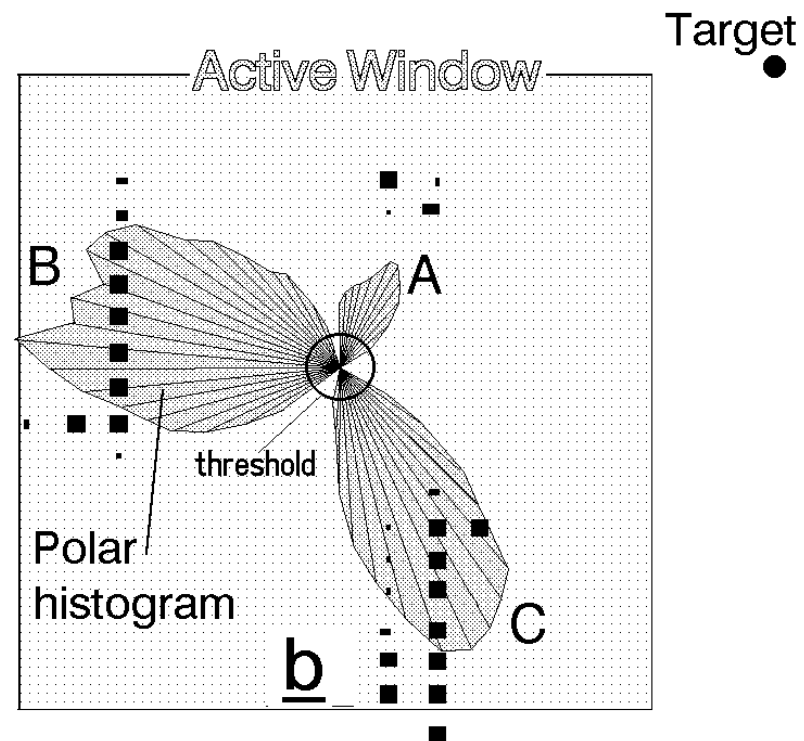 Target
Active Window
B
A
threshold
Polar
histogram
C
b